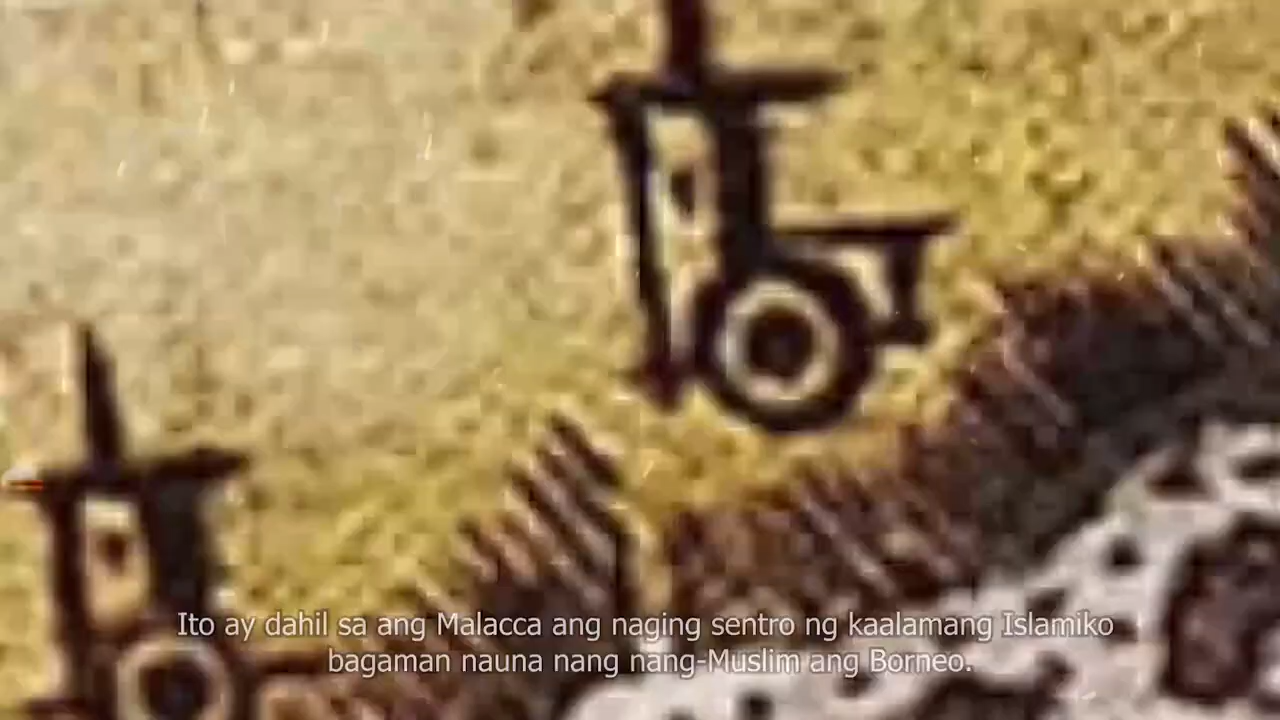 Ito ay dahil sa ang Malacca ang naging sentro ng kaalamang Islamiko
bagaman nauna nang nang-Muslim ang Borneo.